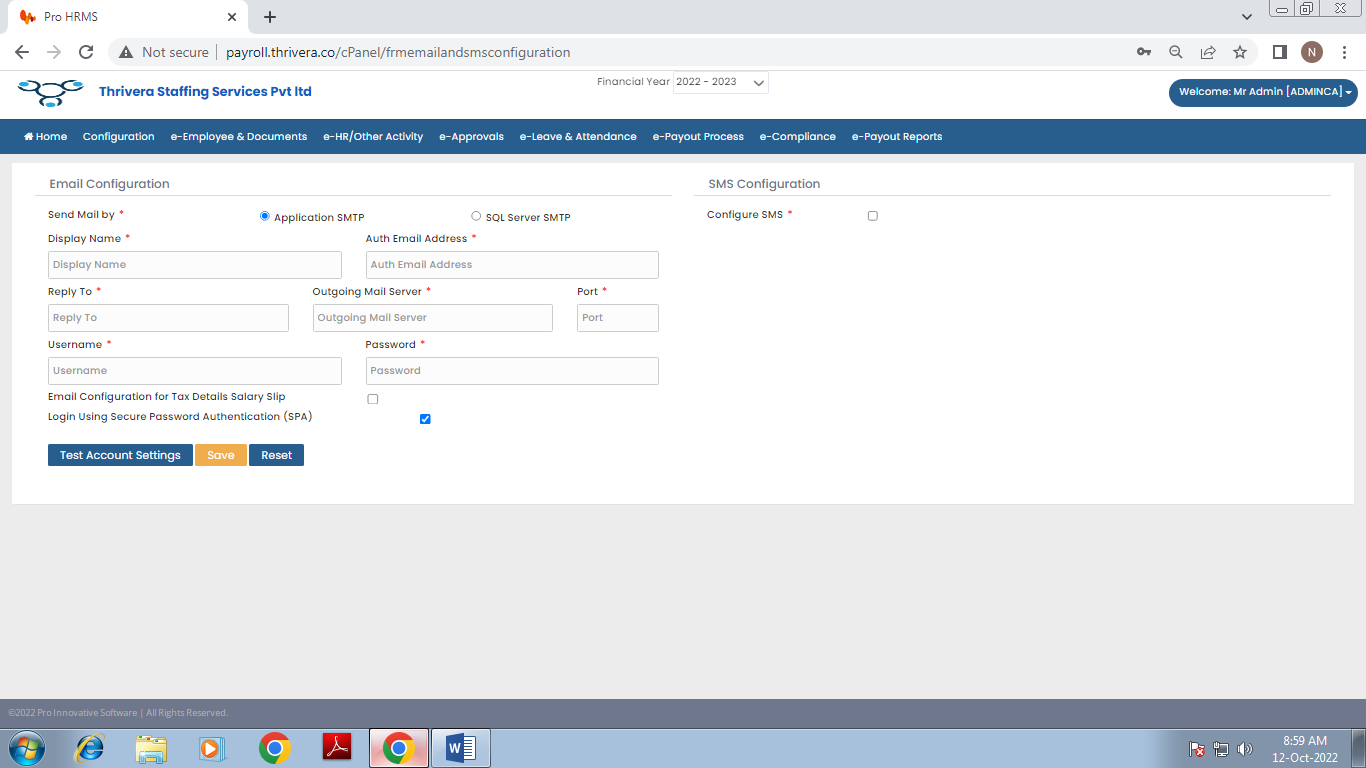 Pro HRMS
Not secure | payroll.thrivera.co/cPanel/frmemailandsmsconfiguration
N
Thrivera Staffing Services Pvt ltd
Financial Year 2022 - 2023
Welcome: Mr Admin [ADMINCA]
Home Configuration e-Employee & Documents e-HR/Other Activity e-Approvals e-Leave & Attendance e-Payout Process e-Compliance e-Payout Reports
Email Configuration
Send Mail by * Application SMTP SQL Server SMTP
Display Name * Auth Email Address *
Display Name Auth Email Address
Reply To * Outgoing Mail Server * Port *
Reply To Outgoing Mail Server Port
Username * Password *
Username Password
Email Configuration for Tax Details Salary Slip
Login Using Secure Password Authentication (SPA)
Test Account Settings Save Reset
SMS Configuration
Configure SMS *
©2022 Pro Innovative Software | All Rights Reserved.
8:59 AM
12-Oct-2022